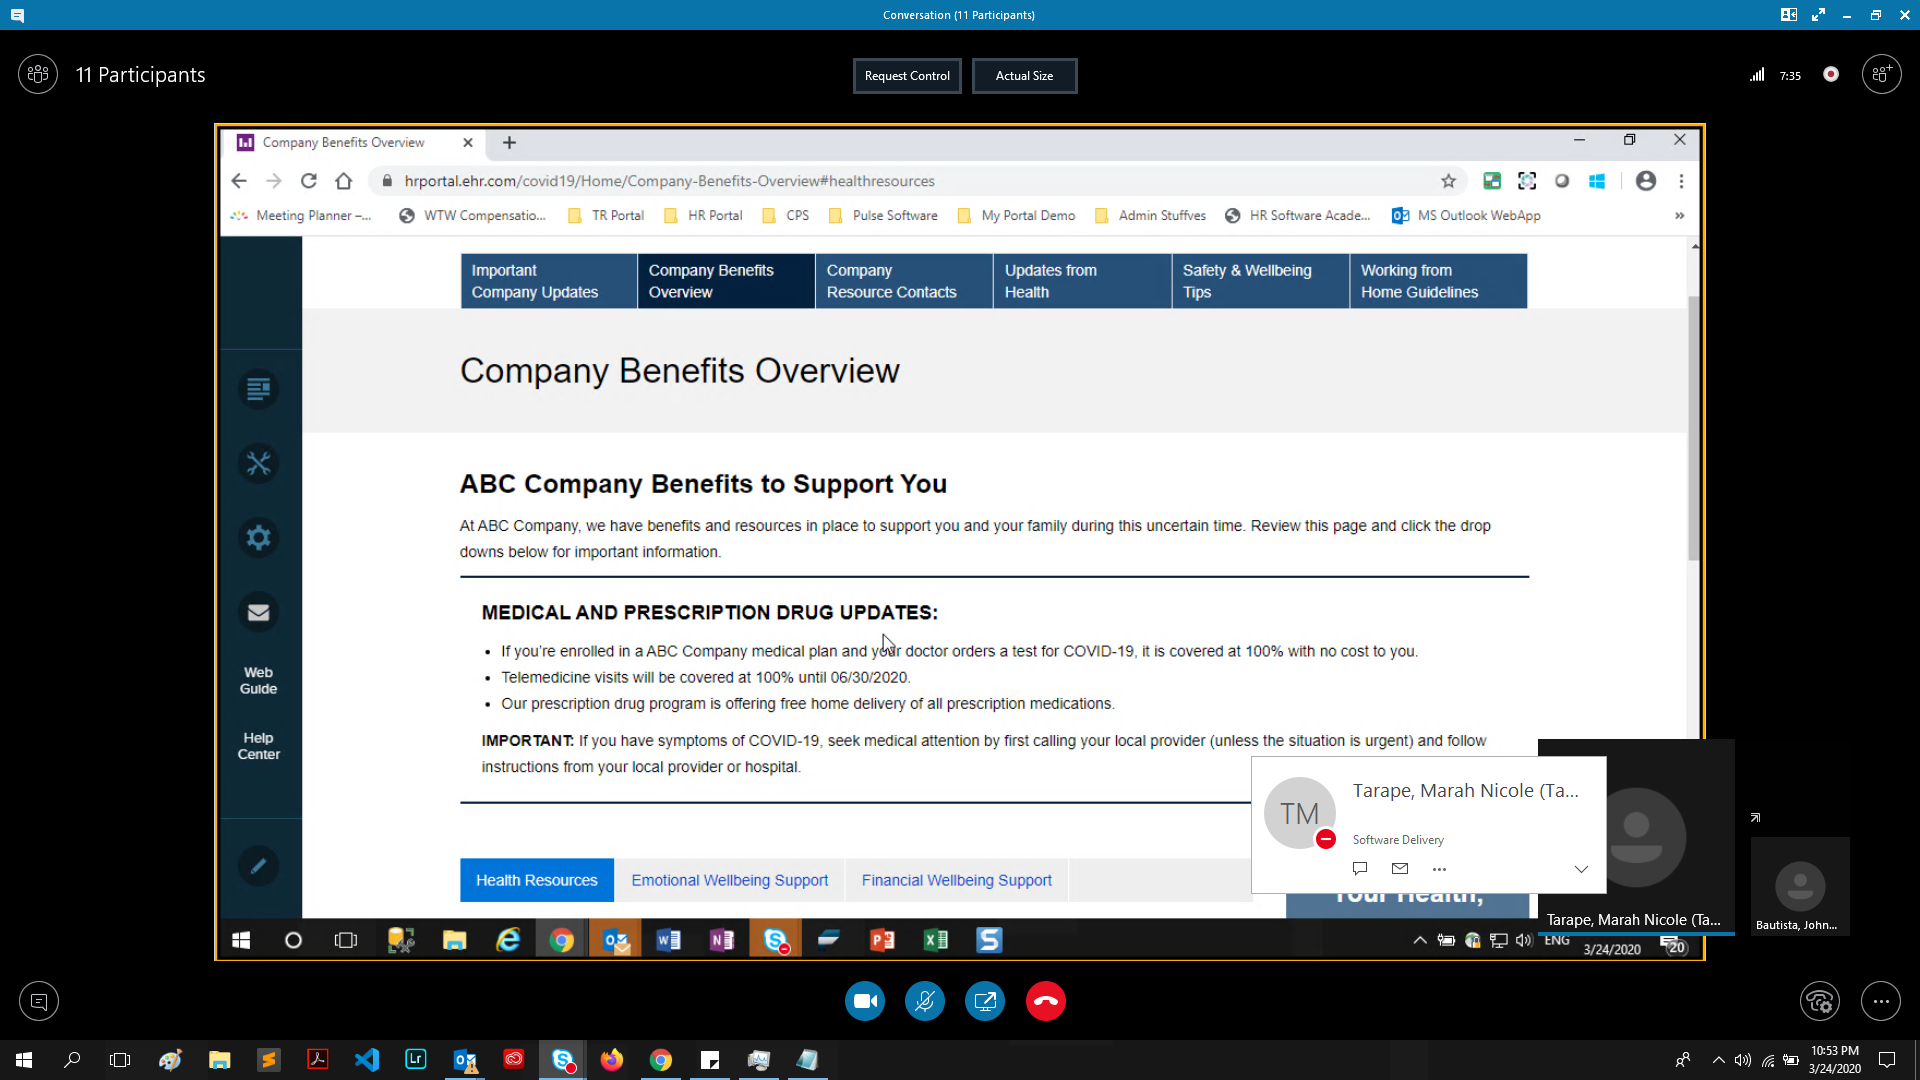 Conversation (11 Participants)
11 Participants
Request Control
Actual Size
7:35
Company Benefits Overview
hrportal.ehr.com/covid19/Home/Company-Benefits-Overview#healthresources
Meeting Planner –...
WTW Compensatio...
TR Portal
HR Portal
CPS
Pulse Software
My Portal Demo
Admin Stuffves
HR Software Acade...
MS Outlook WebApp
»
Important
Company Updates
Company Benefits
Overview
Company
Resource Contacts
Updates from
Health
Safety & Wellbeing
Tips
Working from
Home Guidelines
Company Benefits Overview
ABC Company Benefits to Support You
At ABC Company, we have benefits and resources in place to support you and your family during this uncertain time. Review this page and click the drop
downs below for important information.
MEDICAL AND PRESCRIPTION DRUG UPDATES:
• If you're enrolled in a ABC Company medical plan and your doctor orders a test for COVID-19, it is covered at 100% with no cost to you.
• Telemedicine visits will be covered at 100% until 06/30/2020.
• Our prescription drug program is offering free home delivery of all prescription medications.
IMPORTANT: If you have symptoms of COVID-19, seek medical attention by first calling your local provider (unless the situation is urgent) and follow
instructions from your local provider or hospital.
Web
Guide
Help
Center
Health Resources
Emotional Wellbeing Support
Financial Wellbeing Support
Your Health,
TM
Tarape, Marah Nicole (Ta...
Software Delivery
Tarape, Marah Nicole (Ta...
Bautista, John...
ENG
3/24/2020
20
10:53 PM
3/24/2020